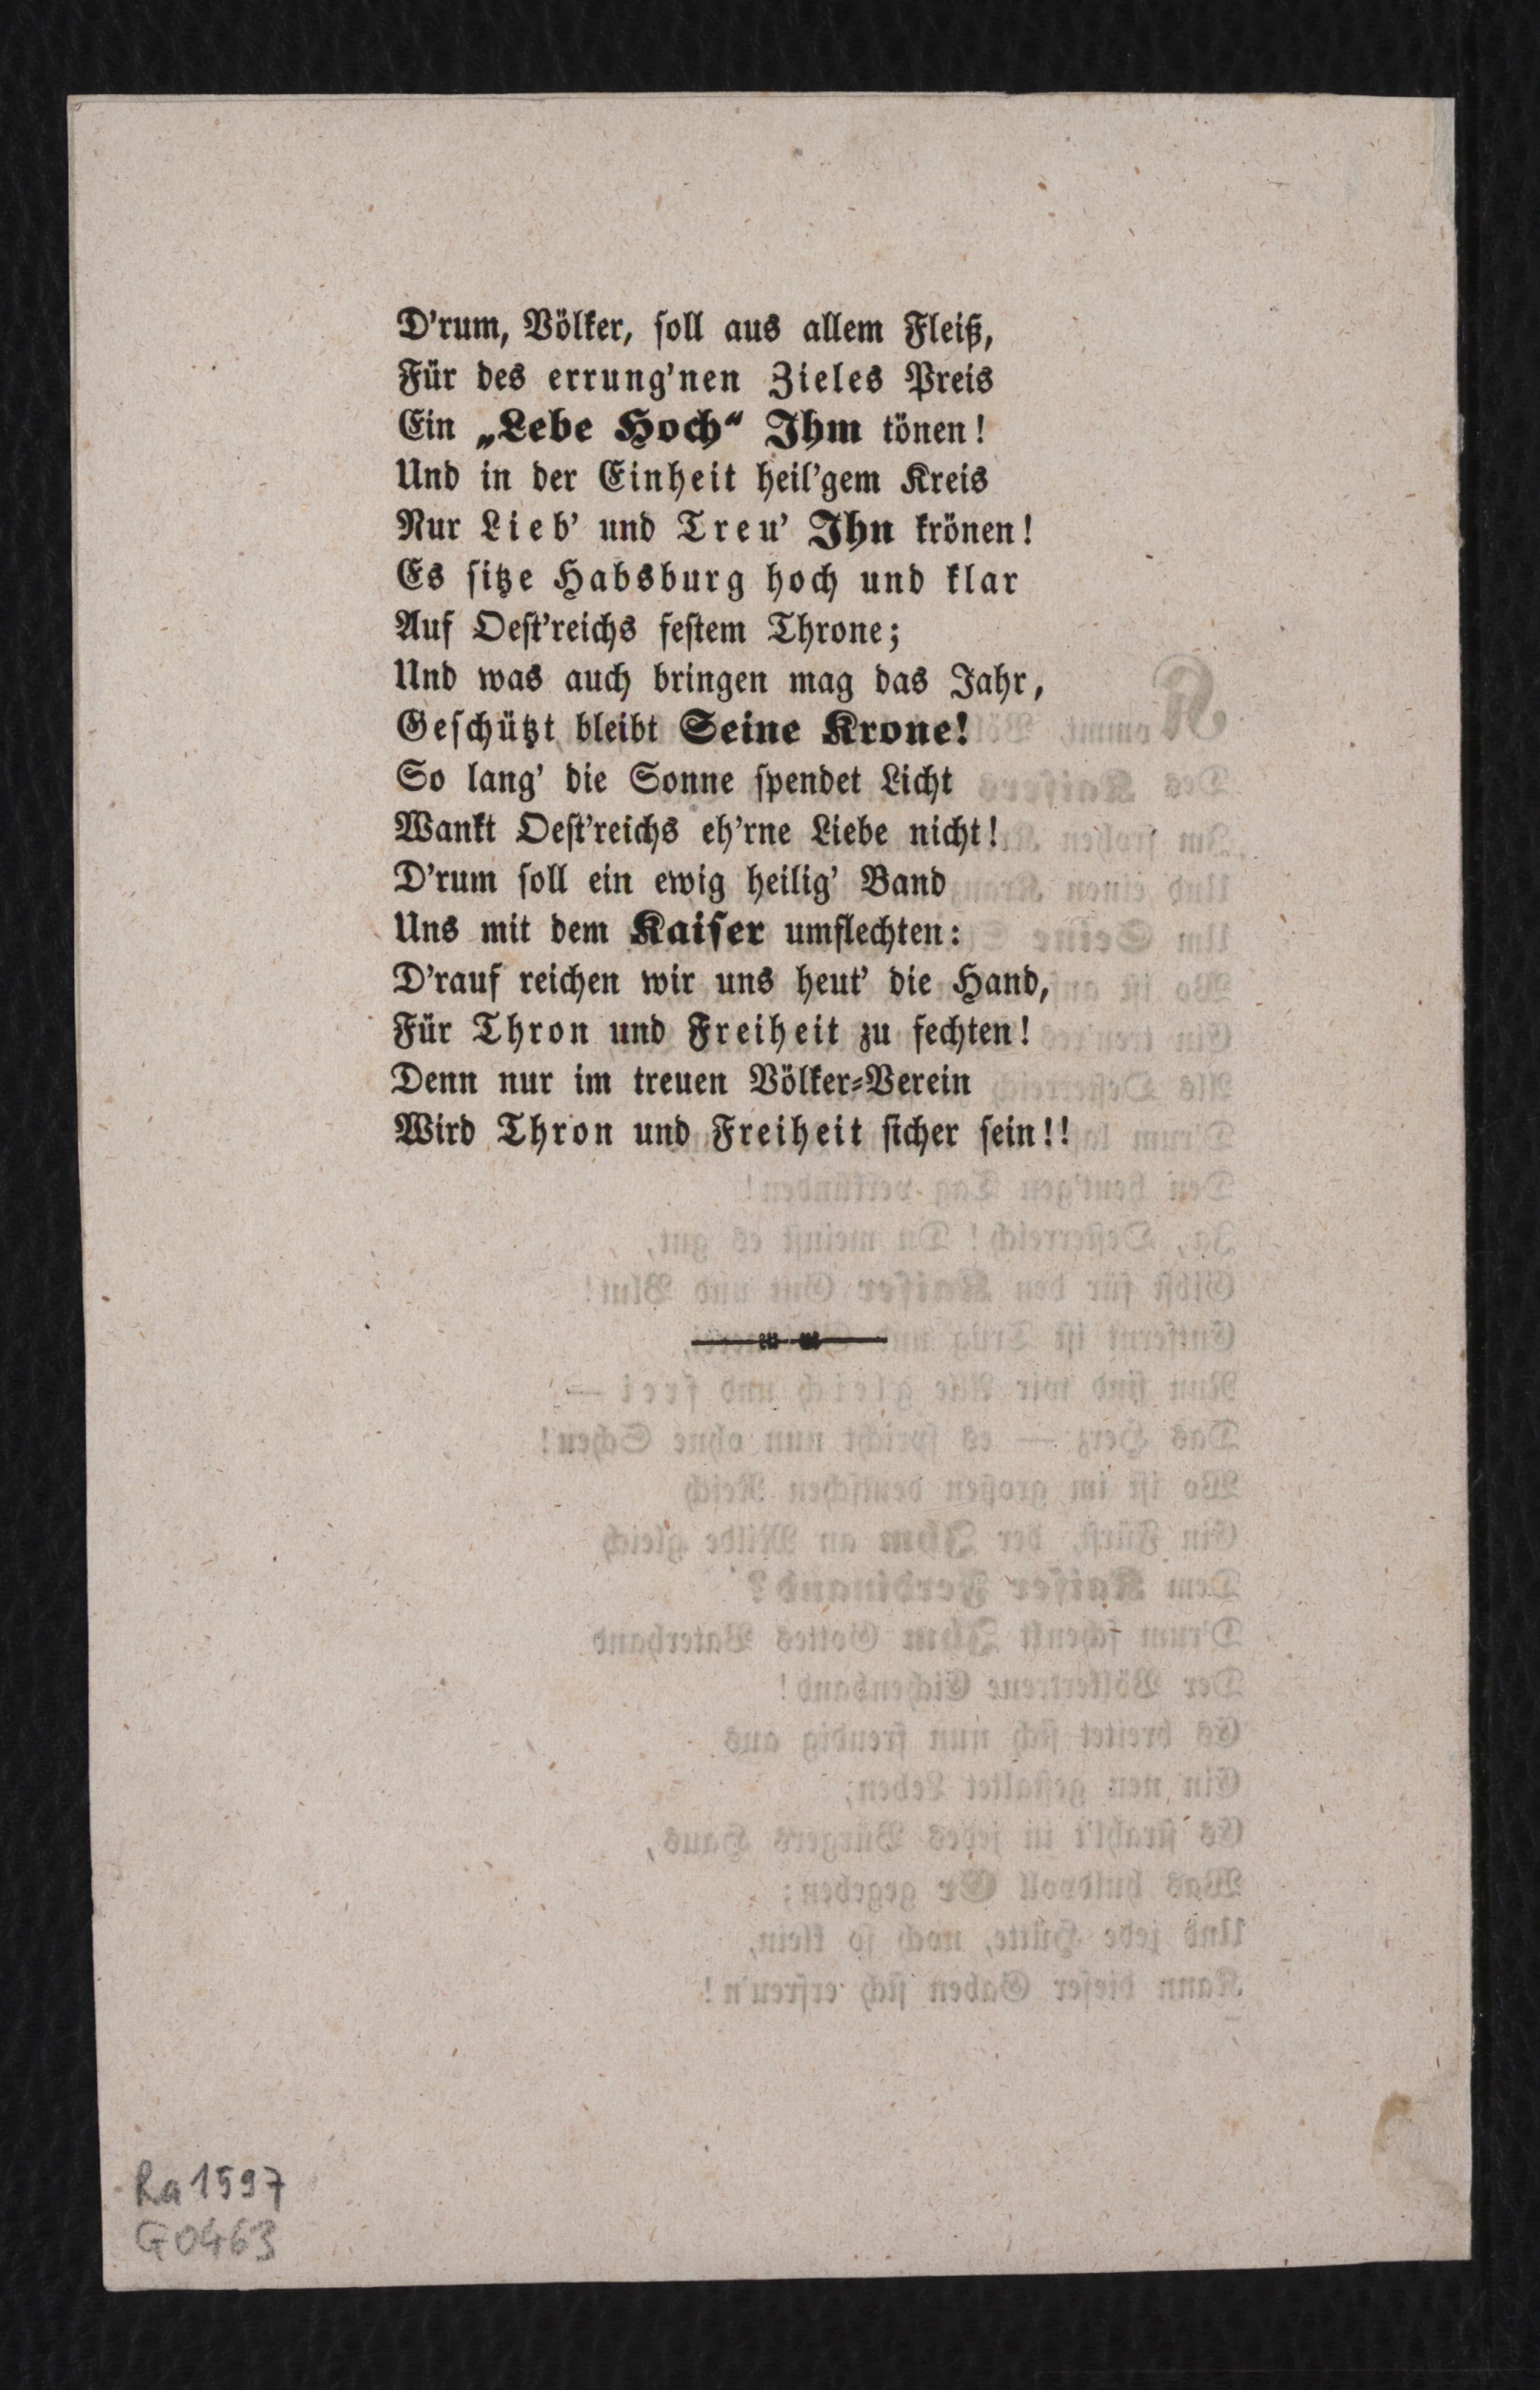 D'rum, Völker, soll aus allem Fleiß,
Für des errung'nen Zieles Preis
Ein „Lebe Hoch“ Ihm tönen!
Und in der Einheit heil'gem Kreis
Nur Lieb' und Treu' Ihn krönen!
Es sitze Habsburg hoch und klar
Auf Oest'reichs festem Throne;
Und was auch bringen mag das Jahr,
Geschützt bleibt Seine Krone!
So lang' die Sonne spendet Licht
Wankt Oest'reichs eh'rne Liebe nicht!
D'rum soll ein ewig heilig' Band
Uns mit dem Kaiser umflechten:
D'rauf reichen wir uns heut' die Hand,
Für Thron und Freiheit zu fechten!
Denn nur im treuen Völker-Verein
Wird Thron und Freiheit sicher sein!!
Ra 1597
G0463